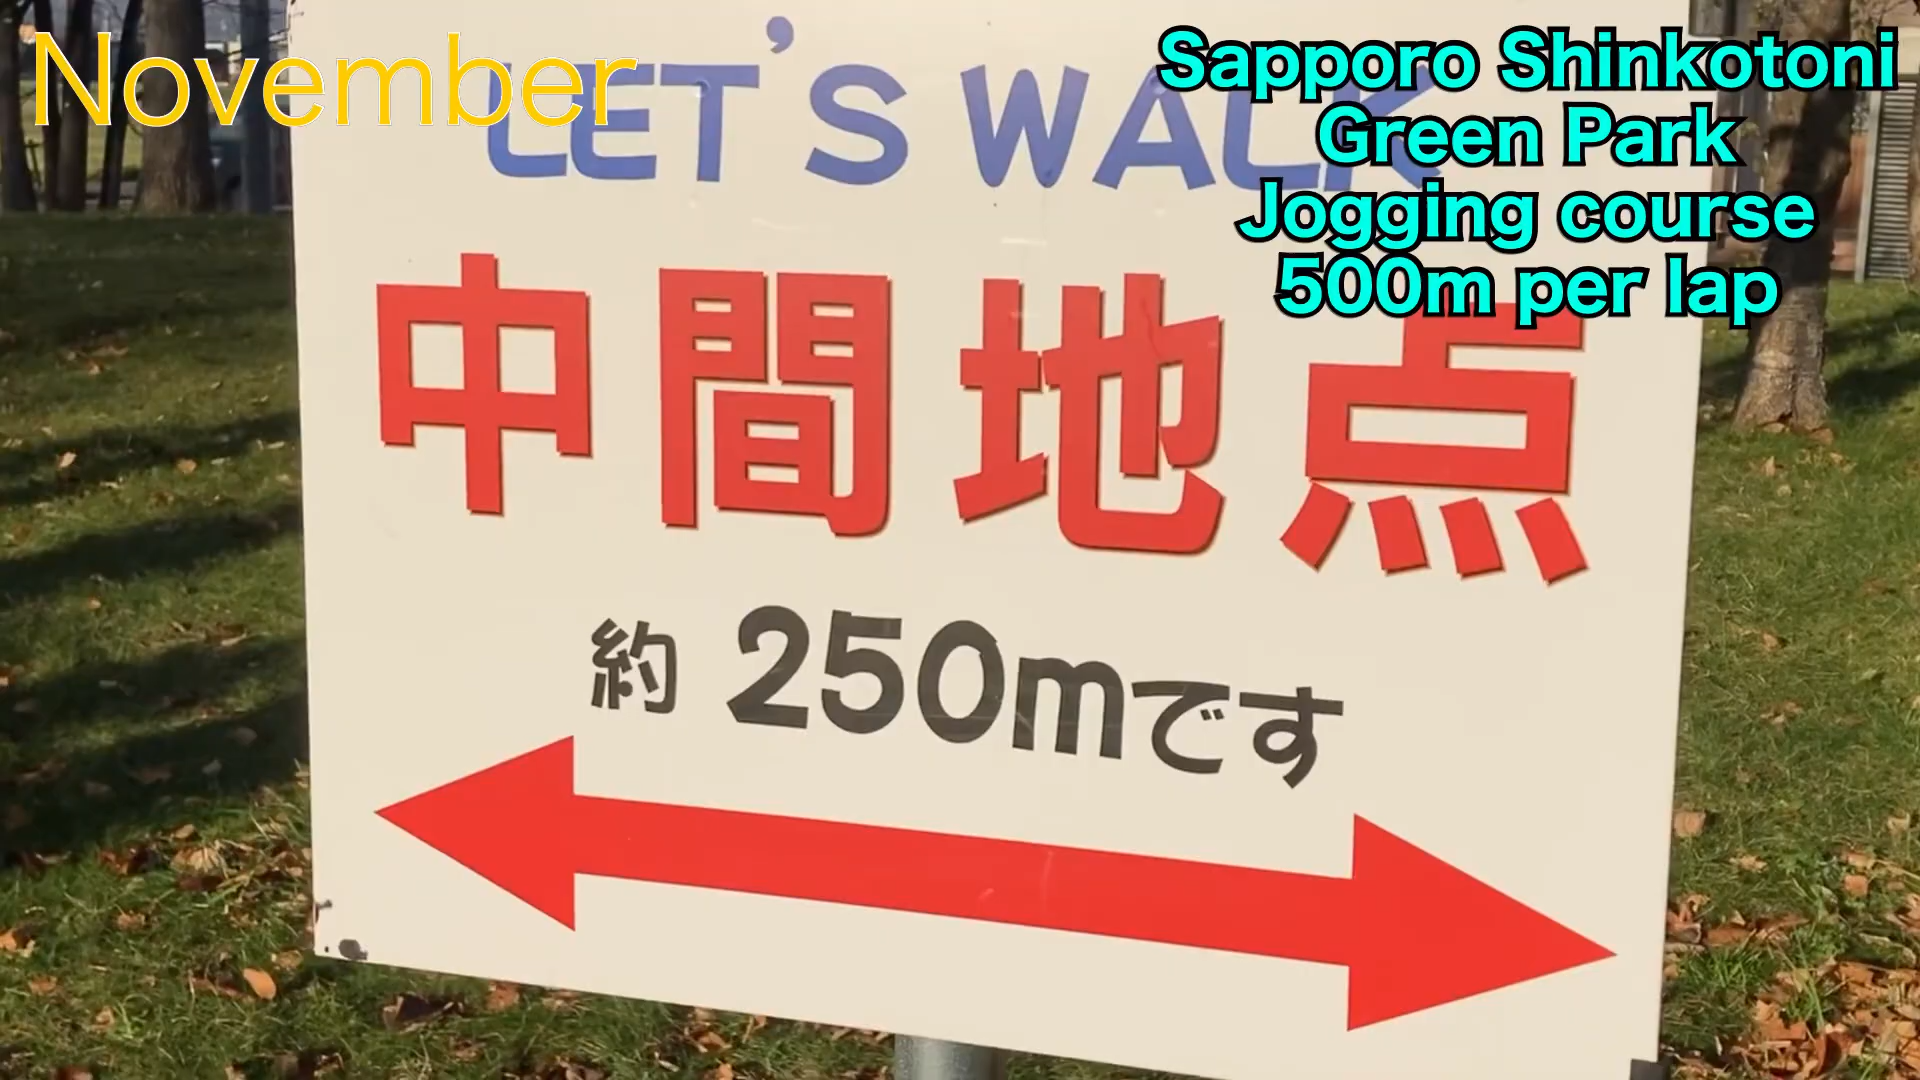 November
Sapporo Shinkotoni
Green Park
Jogging course
500m per lap
LET'S WALK
中間地点
約 250mです